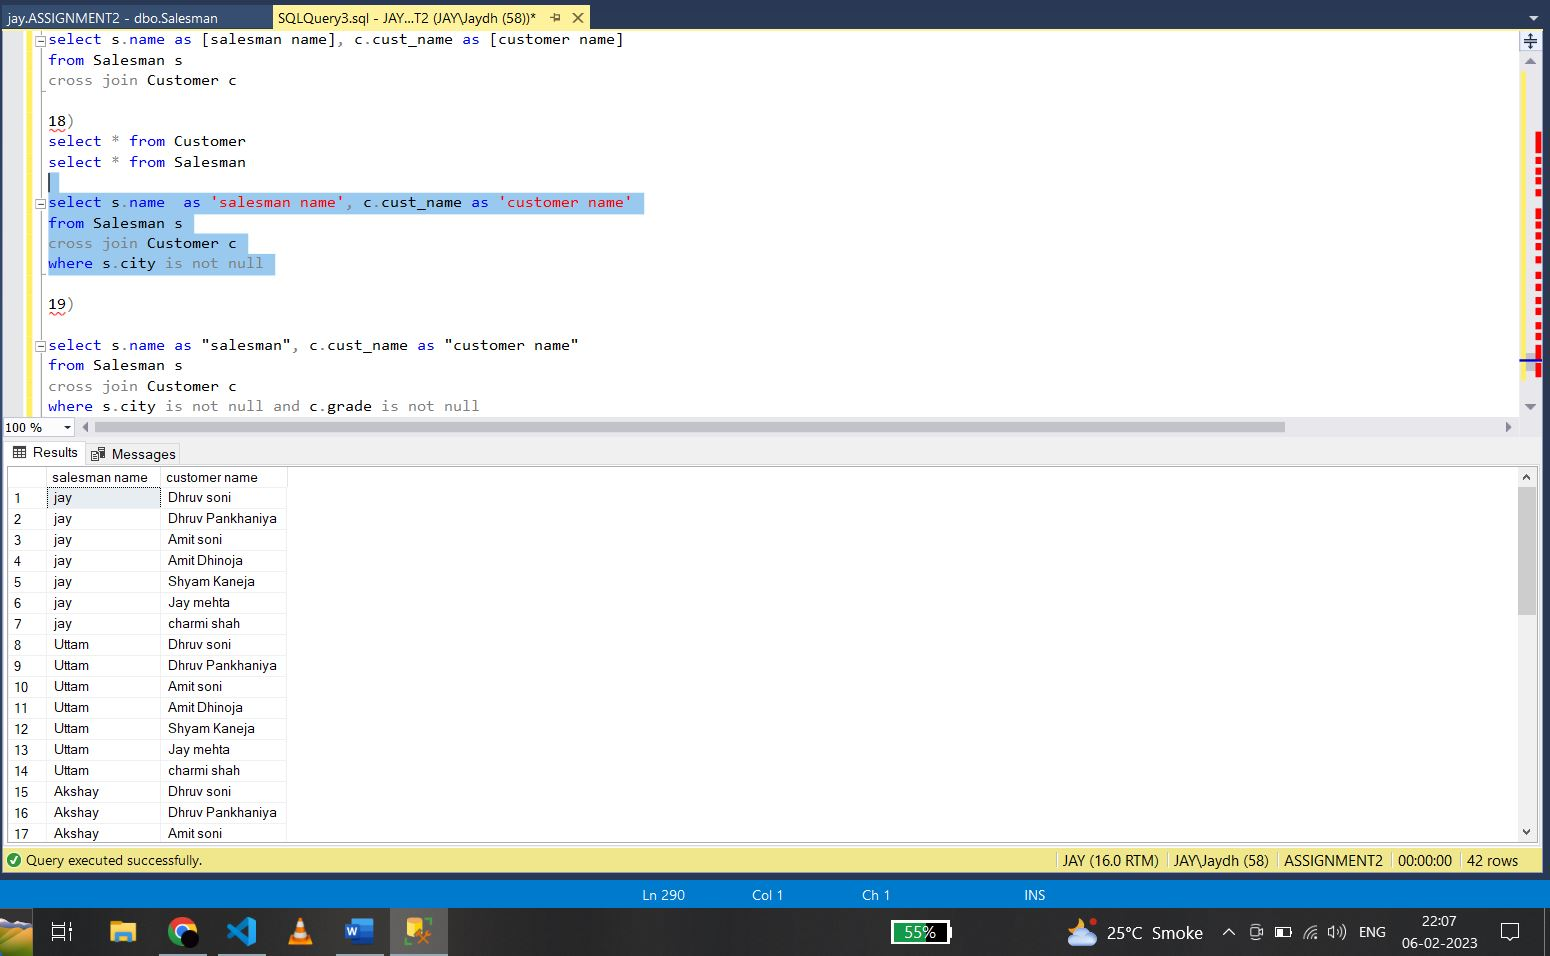 jay.ASSIGNMENT2 - dbo.Salesman
SQLQuery3.sql - JAY...T2 (JAY\Jaydh (58))*
select s.name as [salesman name], c.cust_name as [customer name]
from Salesman s
cross join Customer c
18)
select * from Customer
select * from Salesman
select s.name  as 'salesman name', c.cust_name as 'customer name'
from Salesman s
cross join Customer c
where s.city is not null
19)
select s.name as "salesman", c.cust_name as "customer name"
from Salesman s
cross join Customer c
where s.city is not null and c.grade is not null
100 %
Results Messages
salesman name customer name
1 jay Dhruv soni
2 jay Dhruv Pankhaniya
3 jay Amit soni
4 jay Amit Dhinoja
5 jay Shyam Kaneja
6 jay Jay mehta
7 jay charmi shah
8 Uttam Dhruv soni
9 Uttam Dhruv Pankhaniya
10 Uttam Amit soni
11 Uttam Amit Dhinoja
12 Uttam Shyam Kaneja
13 Uttam Jay mehta
14 Uttam charmi shah
15 Akshay Dhruv soni
16 Akshay Dhruv Pankhaniya
17 Akshay Amit soni
Query executed successfully. JAY (16.0 RTM) JAY\Jaydh (58) ASSIGNMENT2 00:00:00 42 rows
Ln 290 Col 1 Ch 1 INS
W 55% 25°C Smoke ENG 22:07
06-02-2023